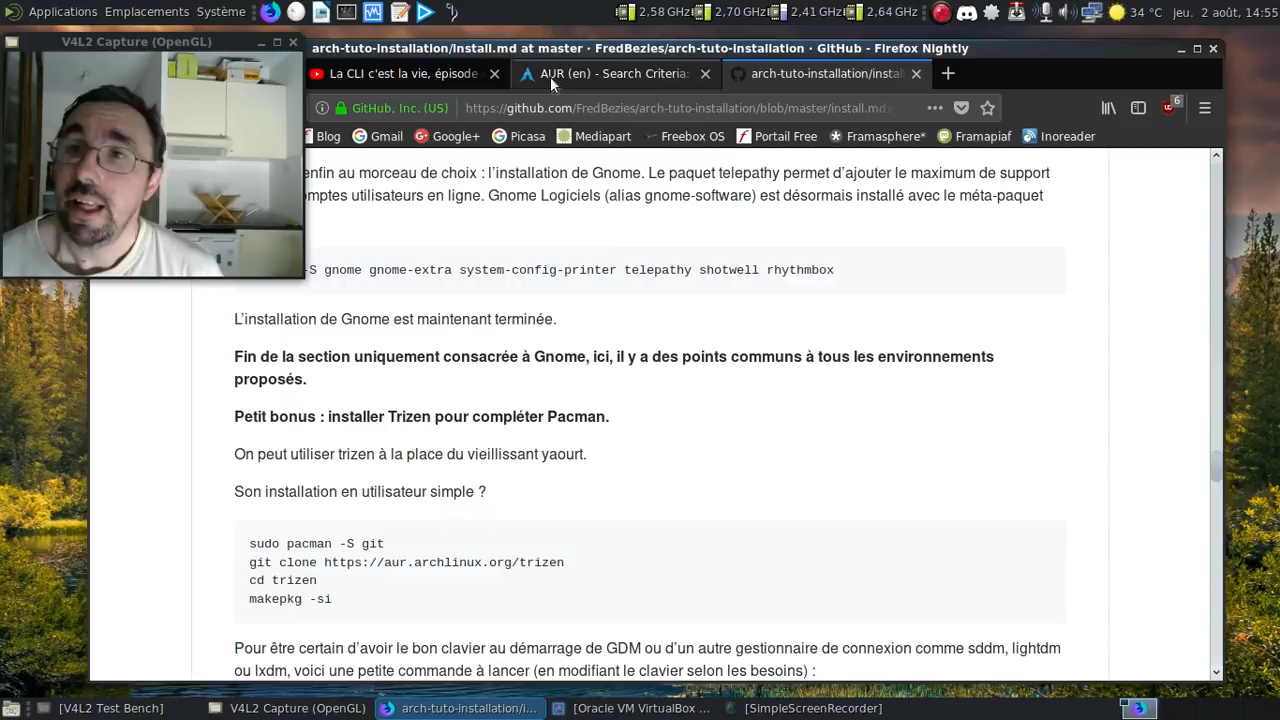 Applications Emplacements Système
2,58 GHz 2,70 GHz 2,41 GHz 2,64 GHz
34 °C jeu. 2 août, 14:55
V4L2 Capture (OpenGL)
arch-tuto-installation/install.md at master · FredBezies/arch-tuto-installation · GitHub - Firefox Nightly
La CLI c'est la vie, épisode
AUR (en) - Search Criteria:
arch-tuto-installation/instal
GitHub, Inc. (US)
https://github.com/FredBezies/arch-tuto-installation/blob/master/install.md
6
Blog Gmail Google+ Picasa Mediapart Freebox OS Portail Free Framasphere* Framapiaf Inoreader
enfin au morceau de choix : l’installation de Gnome. Le paquet telepathy permet d’ajouter le maximum de support
omptes utilisateurs en ligne. Gnome Logiciels (alias gnome-software) est désormais installé avec le méta-paquet
-S gnome gnome-extra system-config-printer telepathy shotwell rhythmbox
L’installation de Gnome est maintenant terminée.
Fin de la section uniquement consacrée à Gnome, ici, il y a des points communs à tous les environnements
proposés.
Petit bonus : installer Trizen pour compléter Pacman.
On peut utiliser trizen à la place du vieillissant yaourt.
Son installation en utilisateur simple ?
sudo pacman -S git
git clone https://aur.archlinux.org/trizen
cd trizen
makepkg -si
Pour être certain d’avoir le bon clavier au démarrage de GDM ou d’un autre gestionnaire de connexion comme sddm, lightdm
ou lxdm, voici une petite commande à lancer (en modifiant le clavier selon les besoins) :
[V4L2 Test Bench]
V4L2 Capture (OpenGL)
arch-tuto-installation/i...
[Oracle VM VirtualBox ...
[SimpleScreenRecorder]